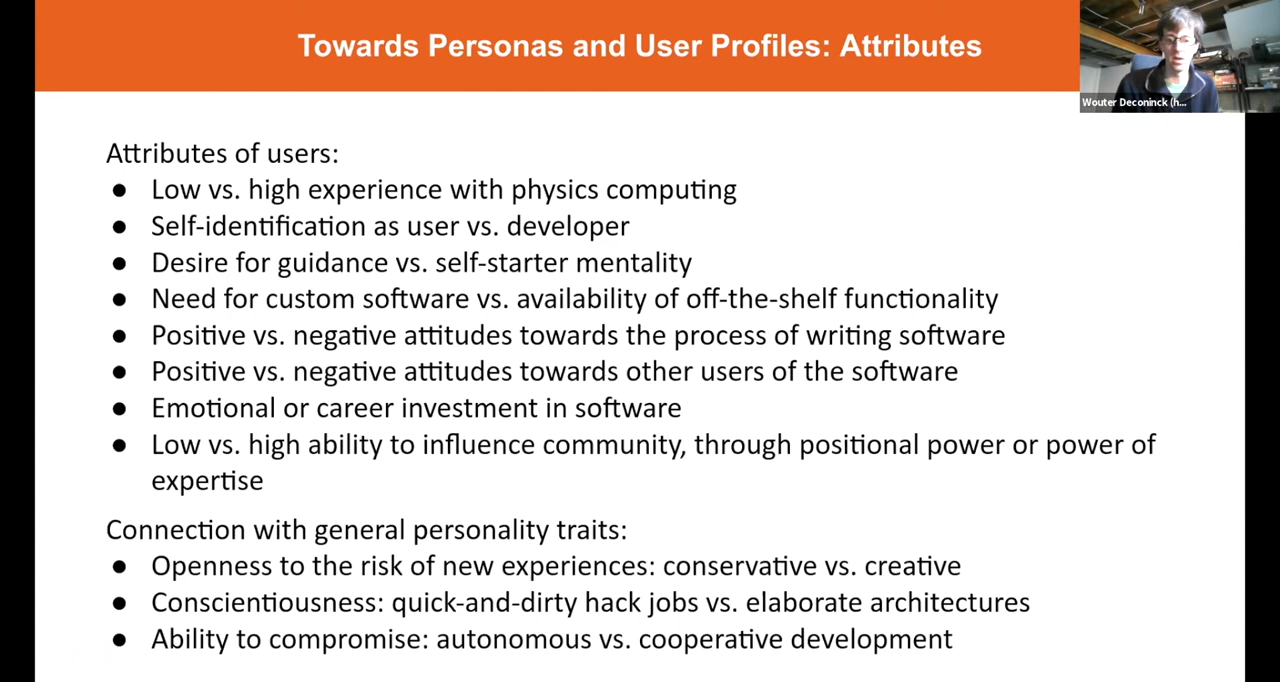 Towards Personas and User Profiles: Attributes
Wouter Deconinck (h...
Attributes of users:
● Low vs. high experience with physics computing
● Self-identification as user vs. developer
● Desire for guidance vs. self-starter mentality
● Need for custom software vs. availability of off-the-shelf functionality
● Positive vs. negative attitudes towards the process of writing software
● Positive vs. negative attitudes towards other users of the software
● Emotional or career investment in software
● Low vs. high ability to influence community, through positional power or power of
expertise
Connection with general personality traits:
● Openness to the risk of new experiences: conservative vs. creative
● Conscientiousness: quick-and-dirty hack jobs vs. elaborate architectures
● Ability to compromise: autonomous vs. cooperative development